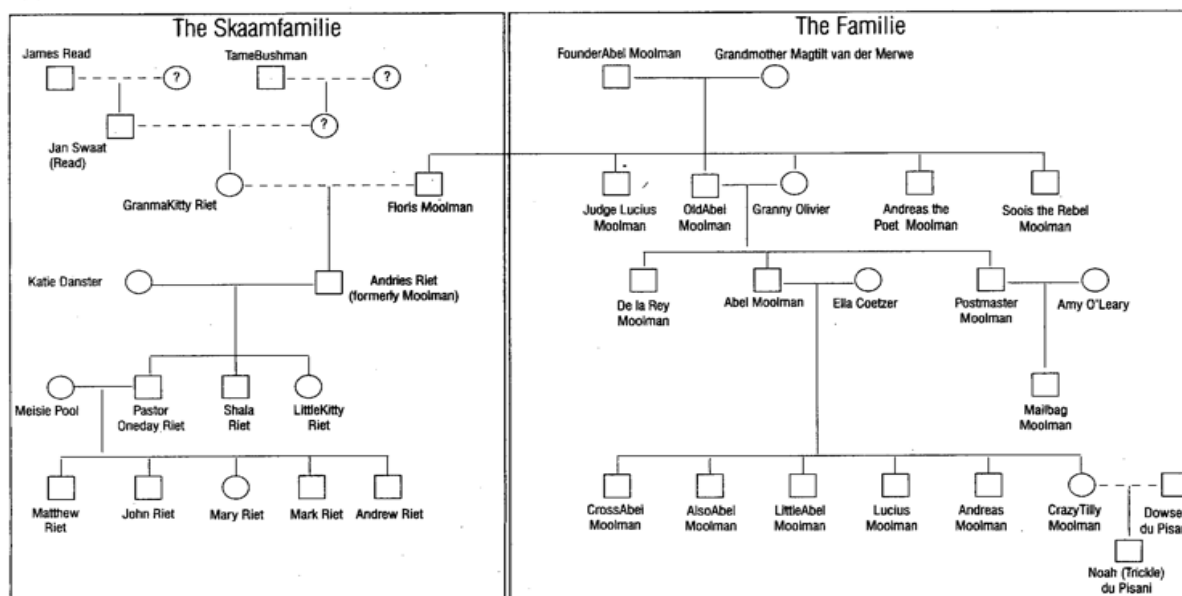 The Skaamfamilie
James Read
TameBushman
?
?
Jan Swaat
(Read)
?
GranmaKitty Riet
Floris Moolman
Katie Danster
Andries Riet
(formerly Moolman)
Meisie Pool
Pastor
Oneday Riet
Shala
Riet
LittleKitty
Riet
Matthew
Riet
John Riet
Mary Riet
Mark Riet
Andrew Riet
The Familie
FounderAbel Moolman
Grandmother Magtilt van der Merwe
Judge Lucius
Moolman
OldAbel
Moolman
Granny Olivier
Andreas the
Poet Moolman
Soois the Rebel
Moolman
De la Rey
Moolman
Abel Moolman
Ella Coetzer
Postmaster
Moolman
Amy O'Leary
Mailbag
Moolman
CrossAbel
Moolman
AlsoAbel
Moolman
LittleAbel
Moolman
Lucius
Moolman
Andreas
Moolman
CrazyTilly
Moolman
Dowse
du Pisan
Noah (Trickle)
du Pisani